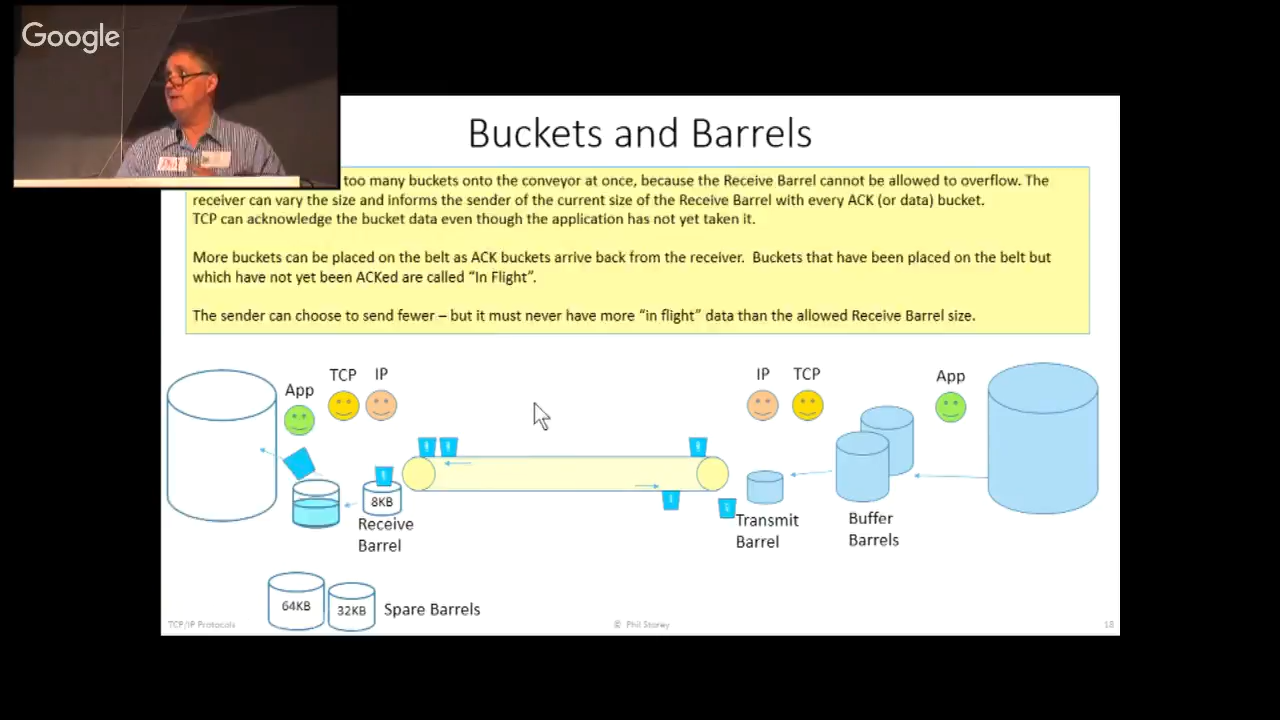 Google
Buckets and Barrels
too many buckets onto the conveyor at once, because the Receive Barrel cannot be allowed to overflow. The
receiver can vary the size and informs the sender of the current size of the Receive Barrel with every ACK (or data) bucket.
TCP can acknowledge the bucket data even though the application has not yet taken it.
More buckets can be placed on the belt as ACK buckets arrive back from the receiver. Buckets that have been placed on the belt but
which have not yet been ACKed are called “In Flight”.
The sender can choose to send fewer – but it must never have more “in flight” data than the allowed Receive Barrel size.
App
TCP
IP
IP
TCP
App
8KB
Receive
Barrel
Transmit
Barrel
Buffer
Barrels
64KB
32KB
Spare Barrels
TCP/IP Protocols
© Phil Storey
18